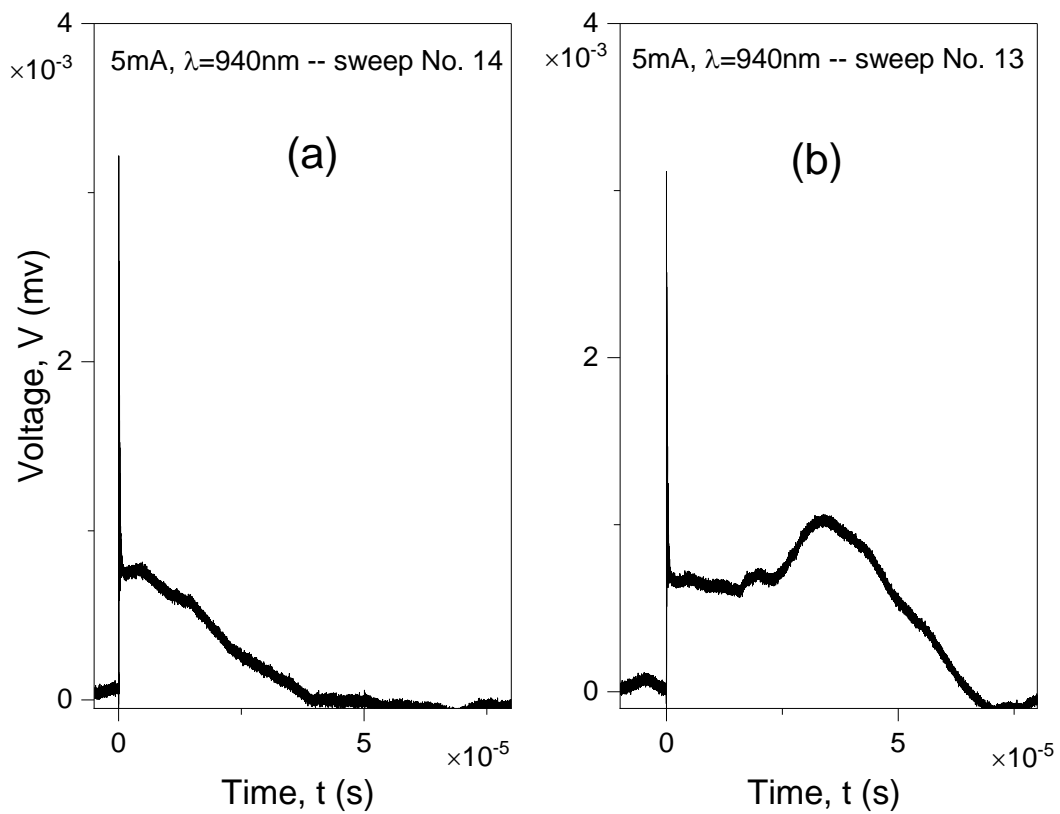 4
×10-3
5mA, λ=940nm -- sweep No. 14
(a)
2
0
Voltage, V (mv)
0
5
×10-5
Time, t (s)
4
×10-3
5mA, λ=940nm -- sweep No. 13
(b)
2
0
0
5
×10-5
Time, t (s)